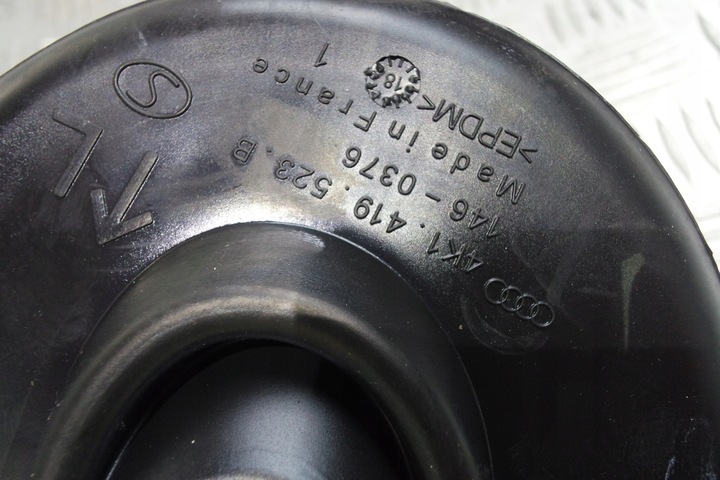 4K1.419.523.B
146-0376
Made in France
>EPDM<
18
1
S
L